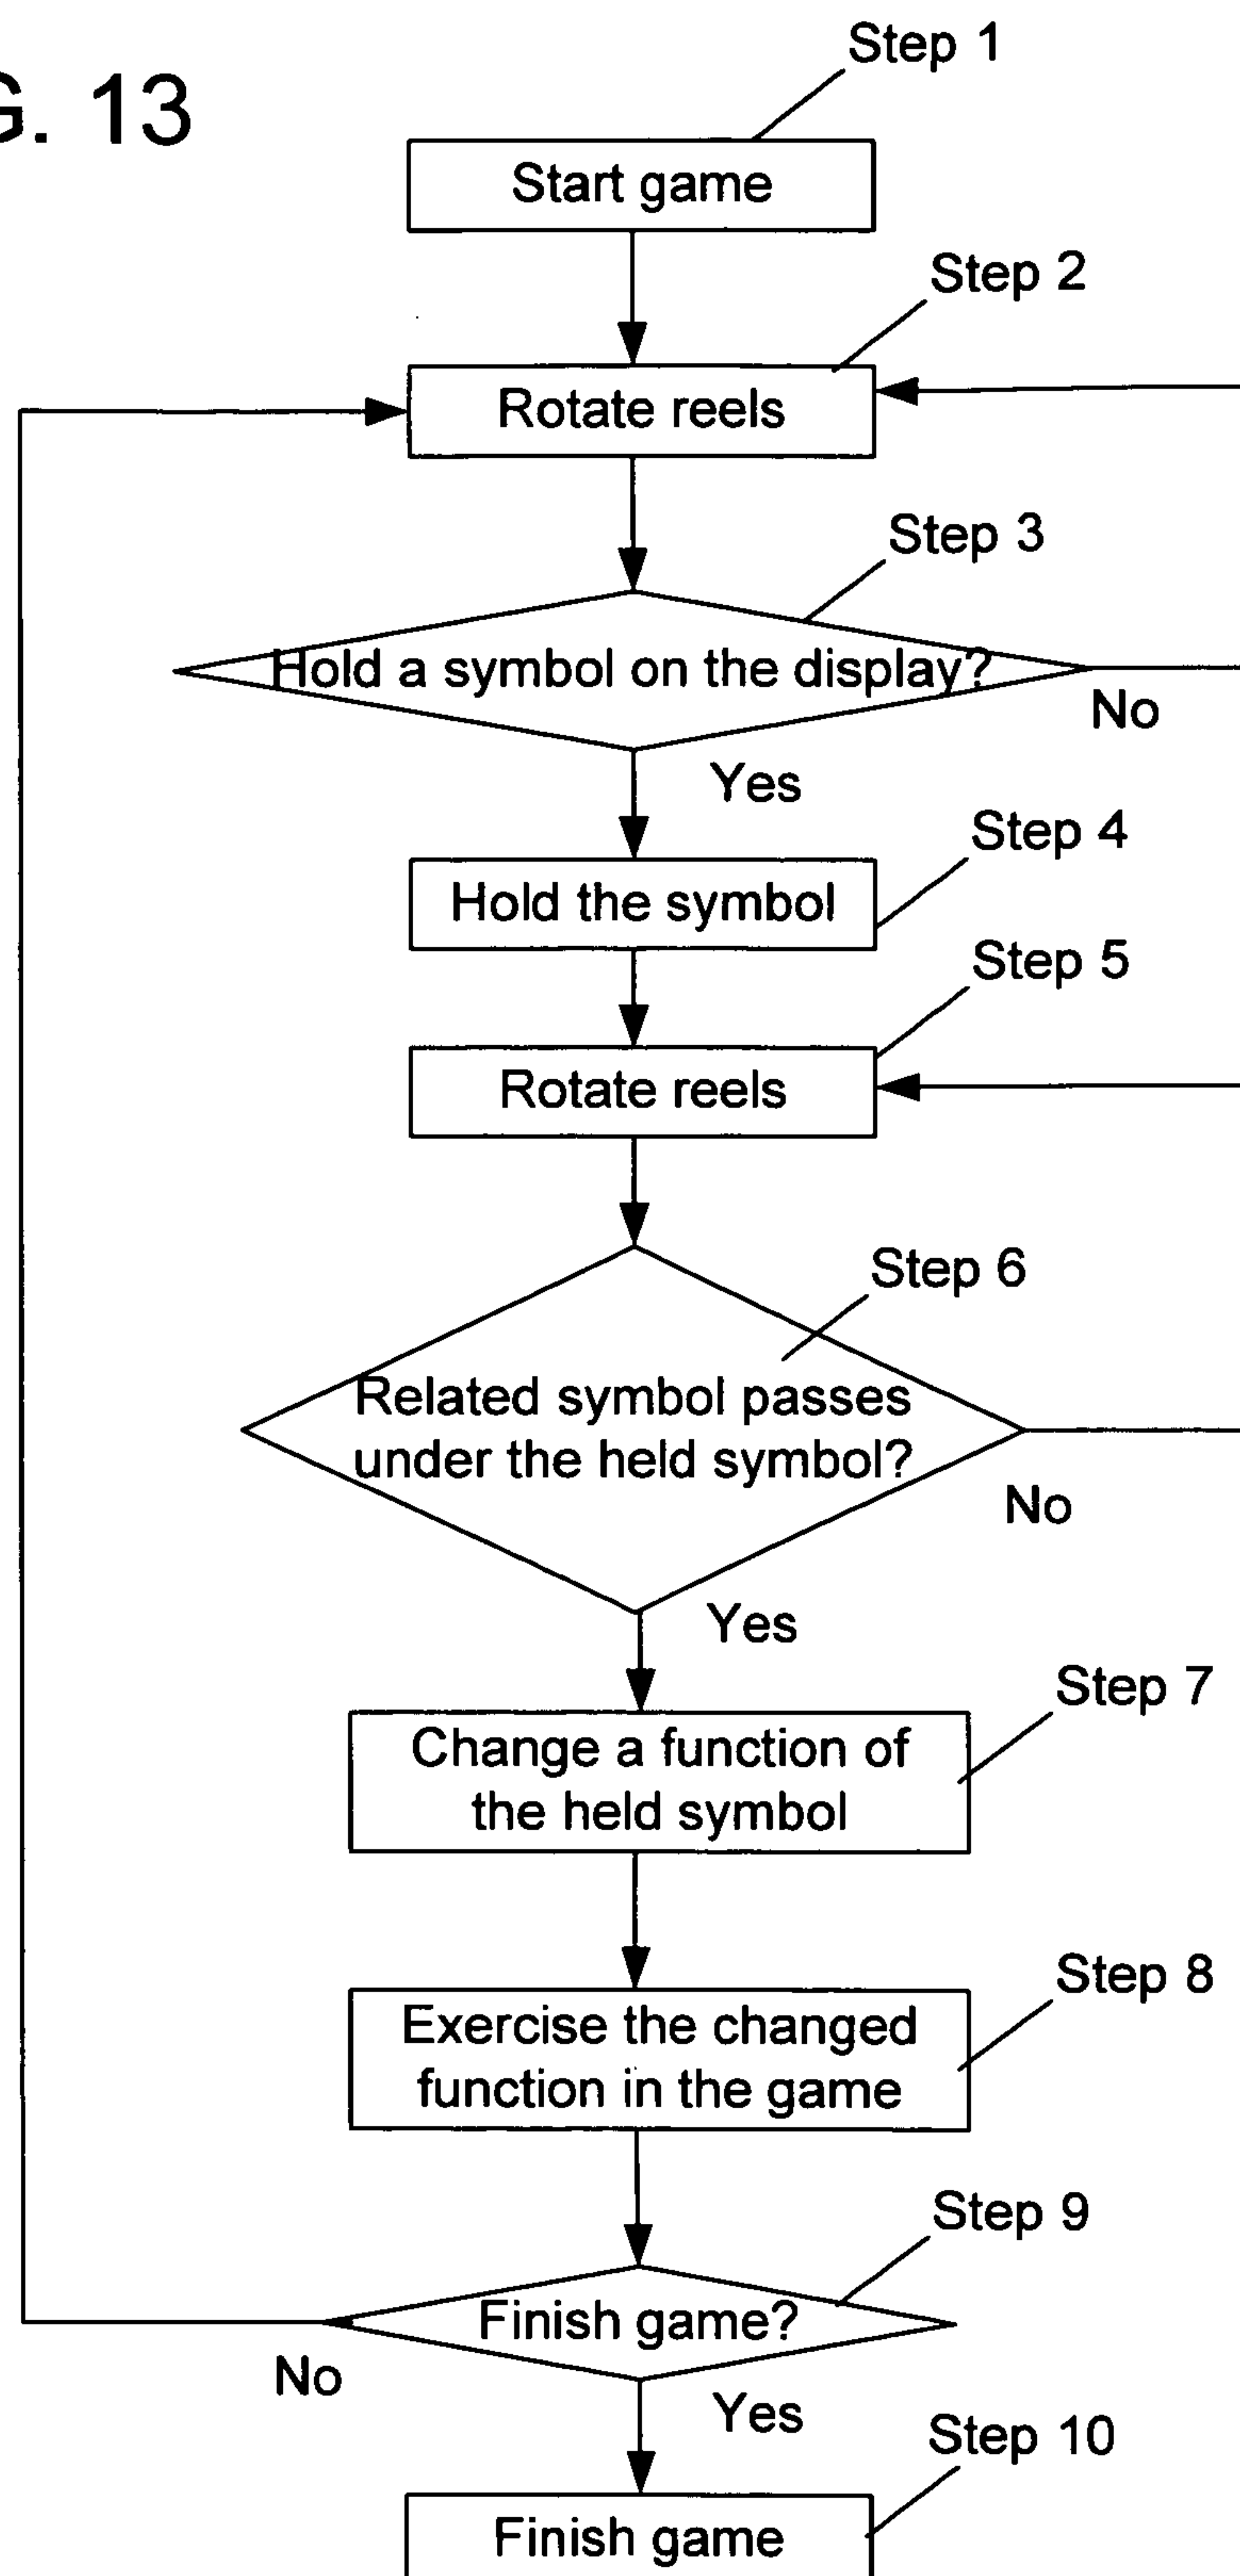 G. 13
Step 1
Start game
Step 2
Rotate reels
Step 3
Hold a symbol on the display?
No
Yes
Step 4
Hold the symbol
Step 5
Rotate reels
Step 6
Related symbol passes
under the held symbol?
No
Yes
Step 7
Change a function of
the held symbol
Step 8
Exercise the changed
function in the game
Step 9
Finish game?
No
Yes
Step 10
Finish game